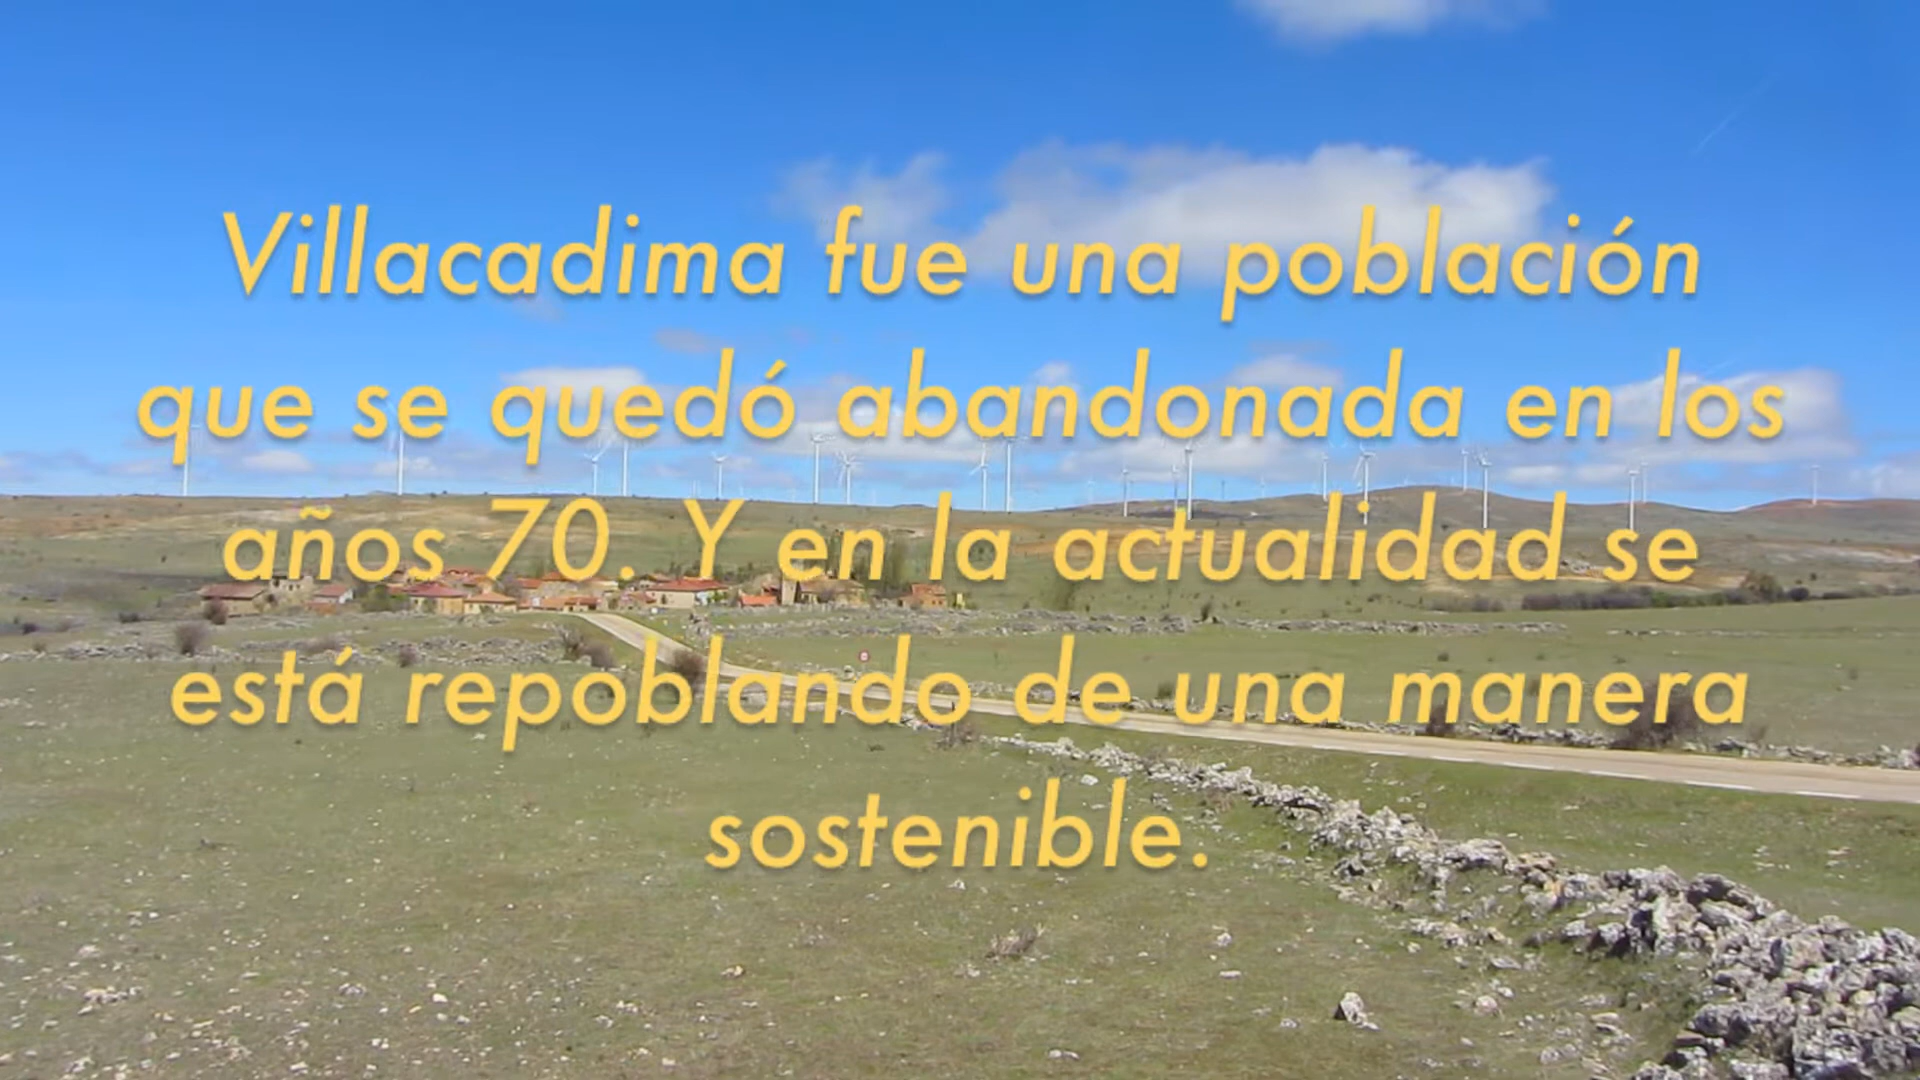 Villacadima fue una población
que se quedó abandonada en los
años 70. Y en la actualidad se
está repoblando de una manera
sostenible.